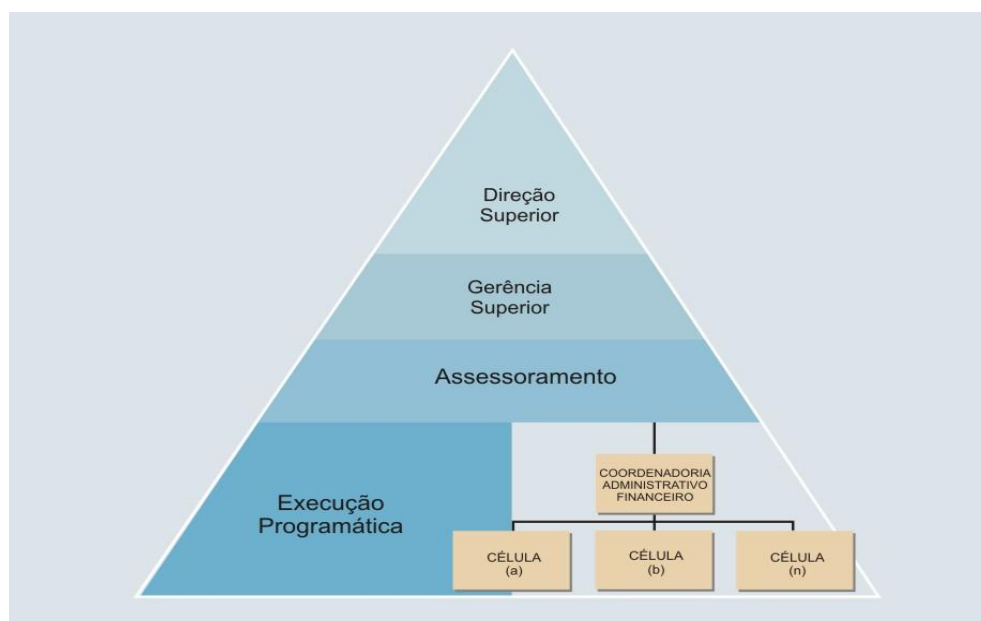 Direção
Superior
Gerência
Superior
Assessoramento
Execução
Programática
COORDENADORIA
ADMINISTRATIVO
FINANCEIRO
CÉLULA
(a)
CÉLULA
(b)
CÉLULA
(n)